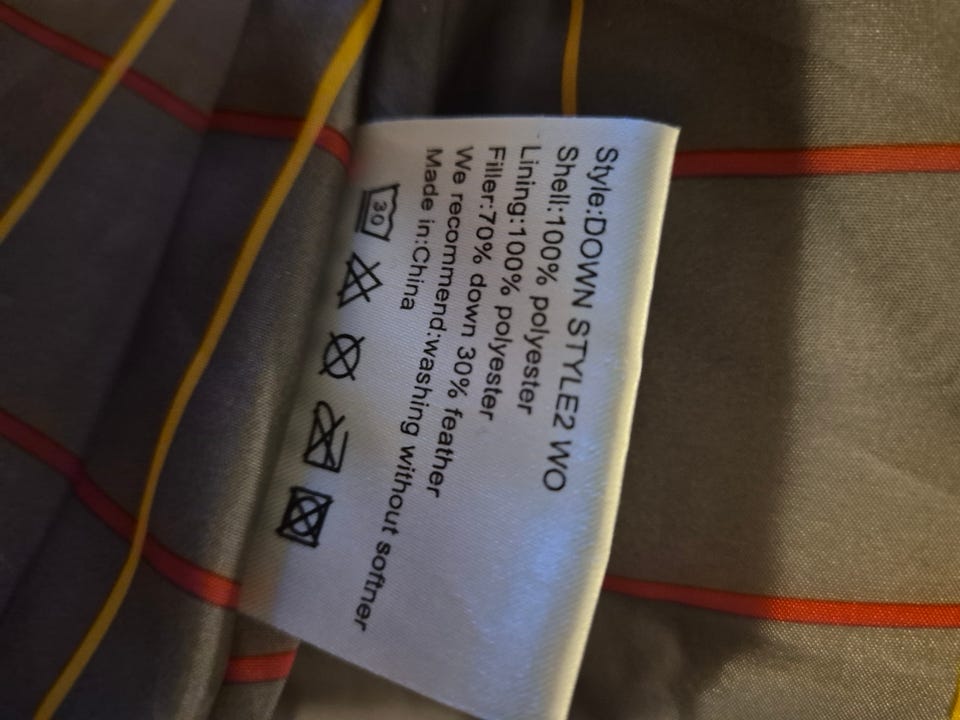 Style:DOWN STYLE2 WO
Shell:100% polyester
Lining:100% polyester
Filler:70% down 30% feather
We recommend:washing without softner
Made in:China
30